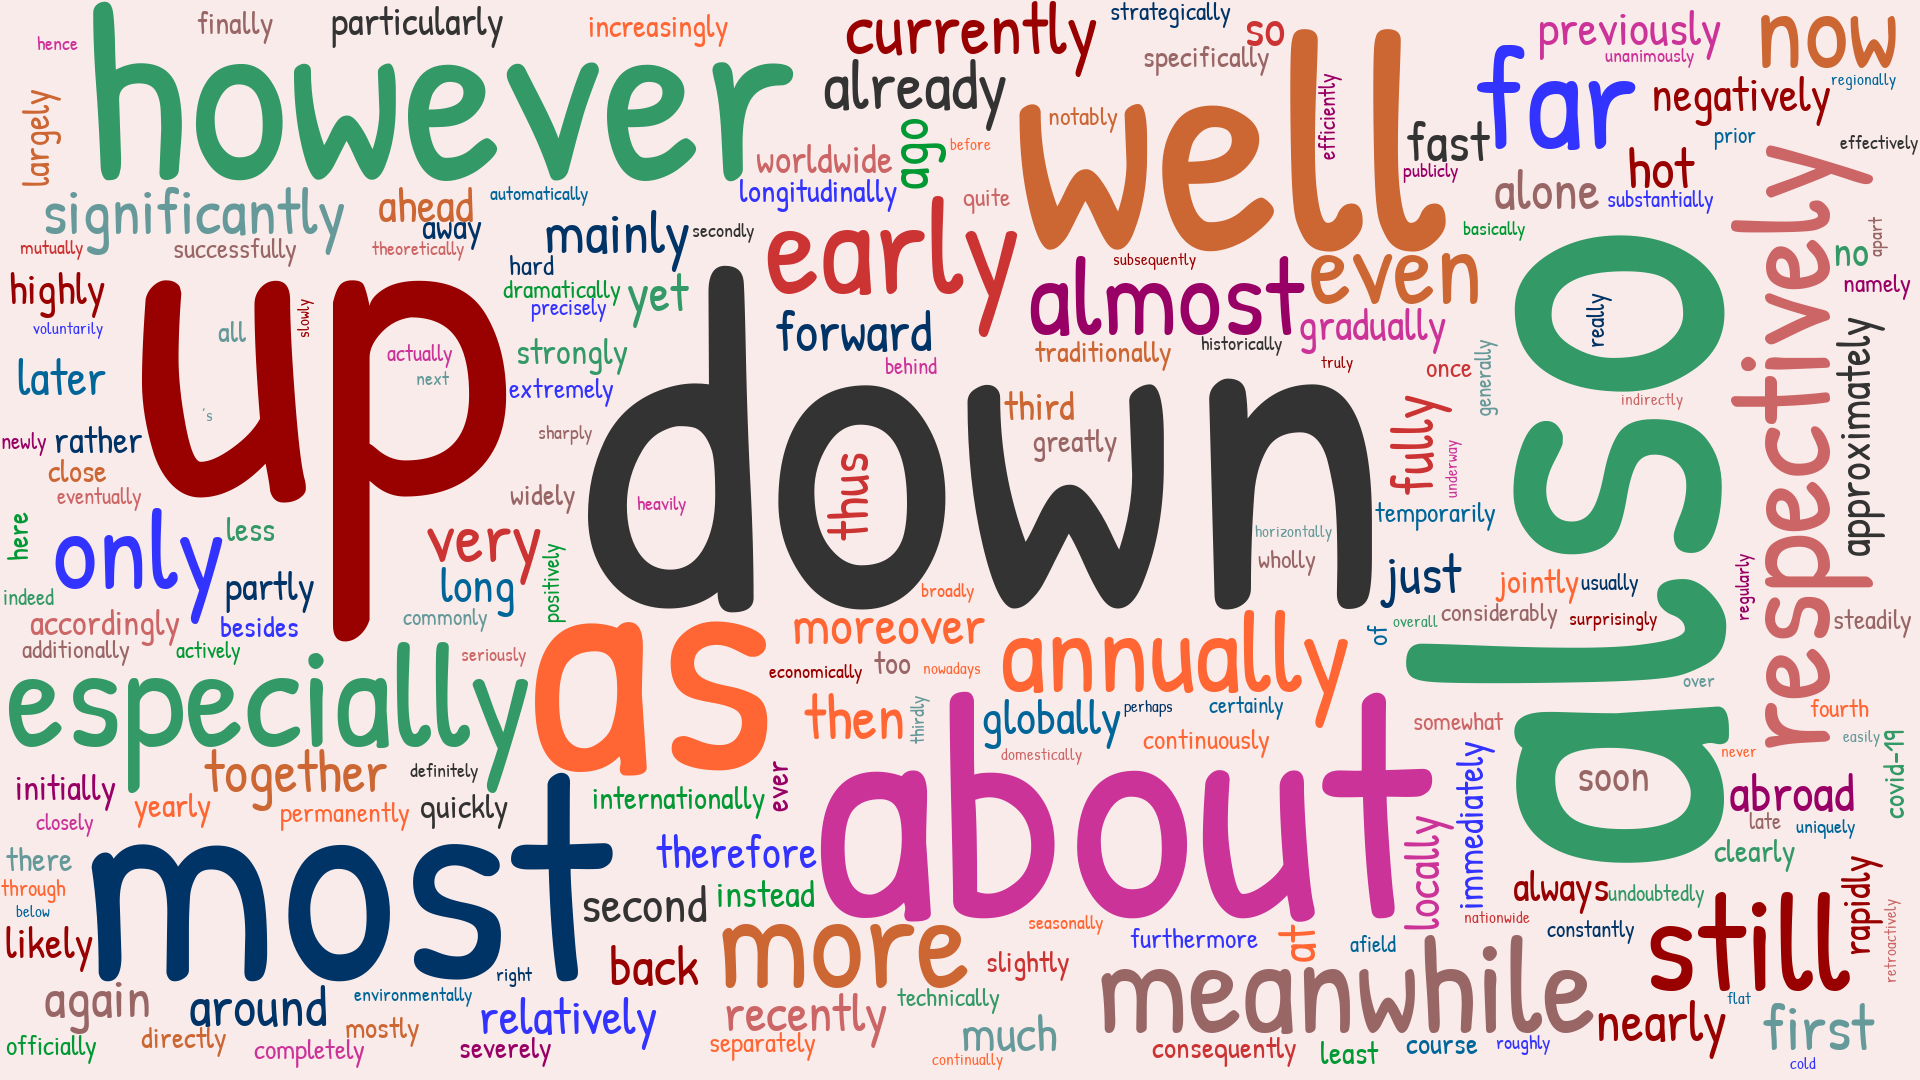 hence
finally
particularly
increasingly
currently
strategically
so
specifically
previously
unanimously
now
regionally
however
already
largely
ago
before
notably
well
efficiently
fast
publicly
far
negatively
prior
effectively
worldwide
longitudinally
quite
alone
hot
substantially
respectively
significantly
ahead
away
automatically
mutually
successfully
theoretically
mainly
secondly
early
subsequently
basically
also
no
apart
namely
highly
voluntarily
up
slowly
all
hard
dramatically
precisely
yet
forward
behind
almost
even
gradually
traditionally
historically
truly
once
generally
really
approximately
later
's
actually
next
strongly
extremely
down
third
greatly
fully
underway
indirectly
newly
rather
close
eventually
sharply
widely
heavily
thus
horizontally
wholly
temporarily
here
only
less
very
long
positively
partly
indeed
accordingly
besides
commonly
additionally
actively
broadly
just
jointly
usually
regularly
overall
considerably
surprisingly
steadily
of
seriously
as
moreover
economically
too
nowadays
annually
especially
then
thirdly
globally
perhaps
certainly
domestically
continuously
about
somewhat
over
fourth
easily
never
covid-19
together
definitely
initially
yearly
permanently
quickly
closely
internationally
ever
immediately
locally
soon
abroad
late
uniquely
clearly
there
through
below
likely
most
therefore
second
instead
right
back
more
seasonally
furthermore
at
afield
slightly
always
undoubtedly
nationwide
constantly
still
rapidly
retroactively
again
around
environmentally
officially
directly
mostly
completely
relatively
severely
recently
separately
technically
much
continually
meanwhile
consequently
least
course
roughly
nearly
flat
first
cold